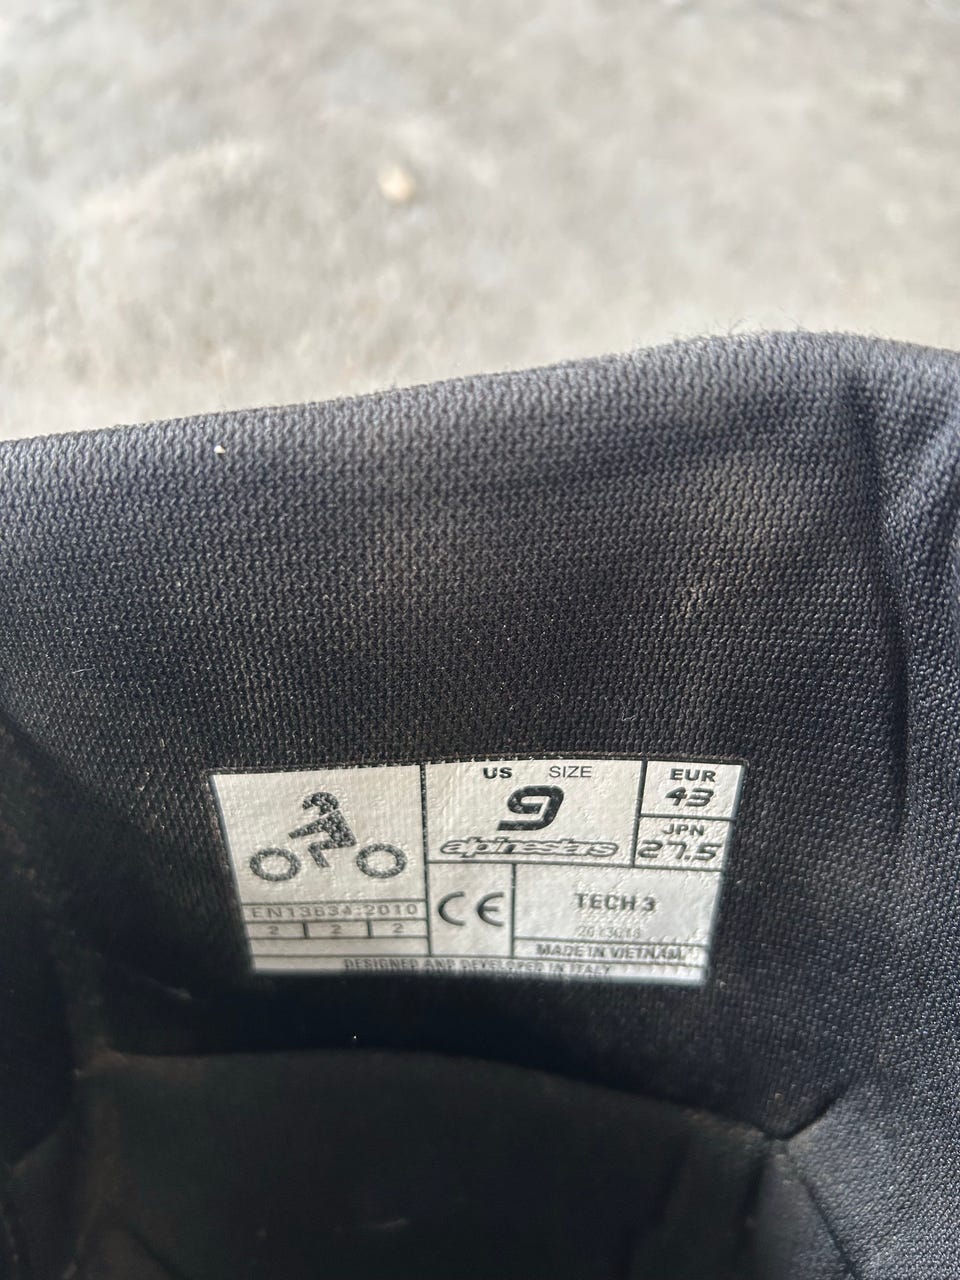 US SIZE
9
alpinestars
EUR
43
JPN
27.5
EN13634:2010
2 2 2
CE
TECH 3
MADE IN VIETNAM
DESIGNED AND DEVELOPED IN ITALY